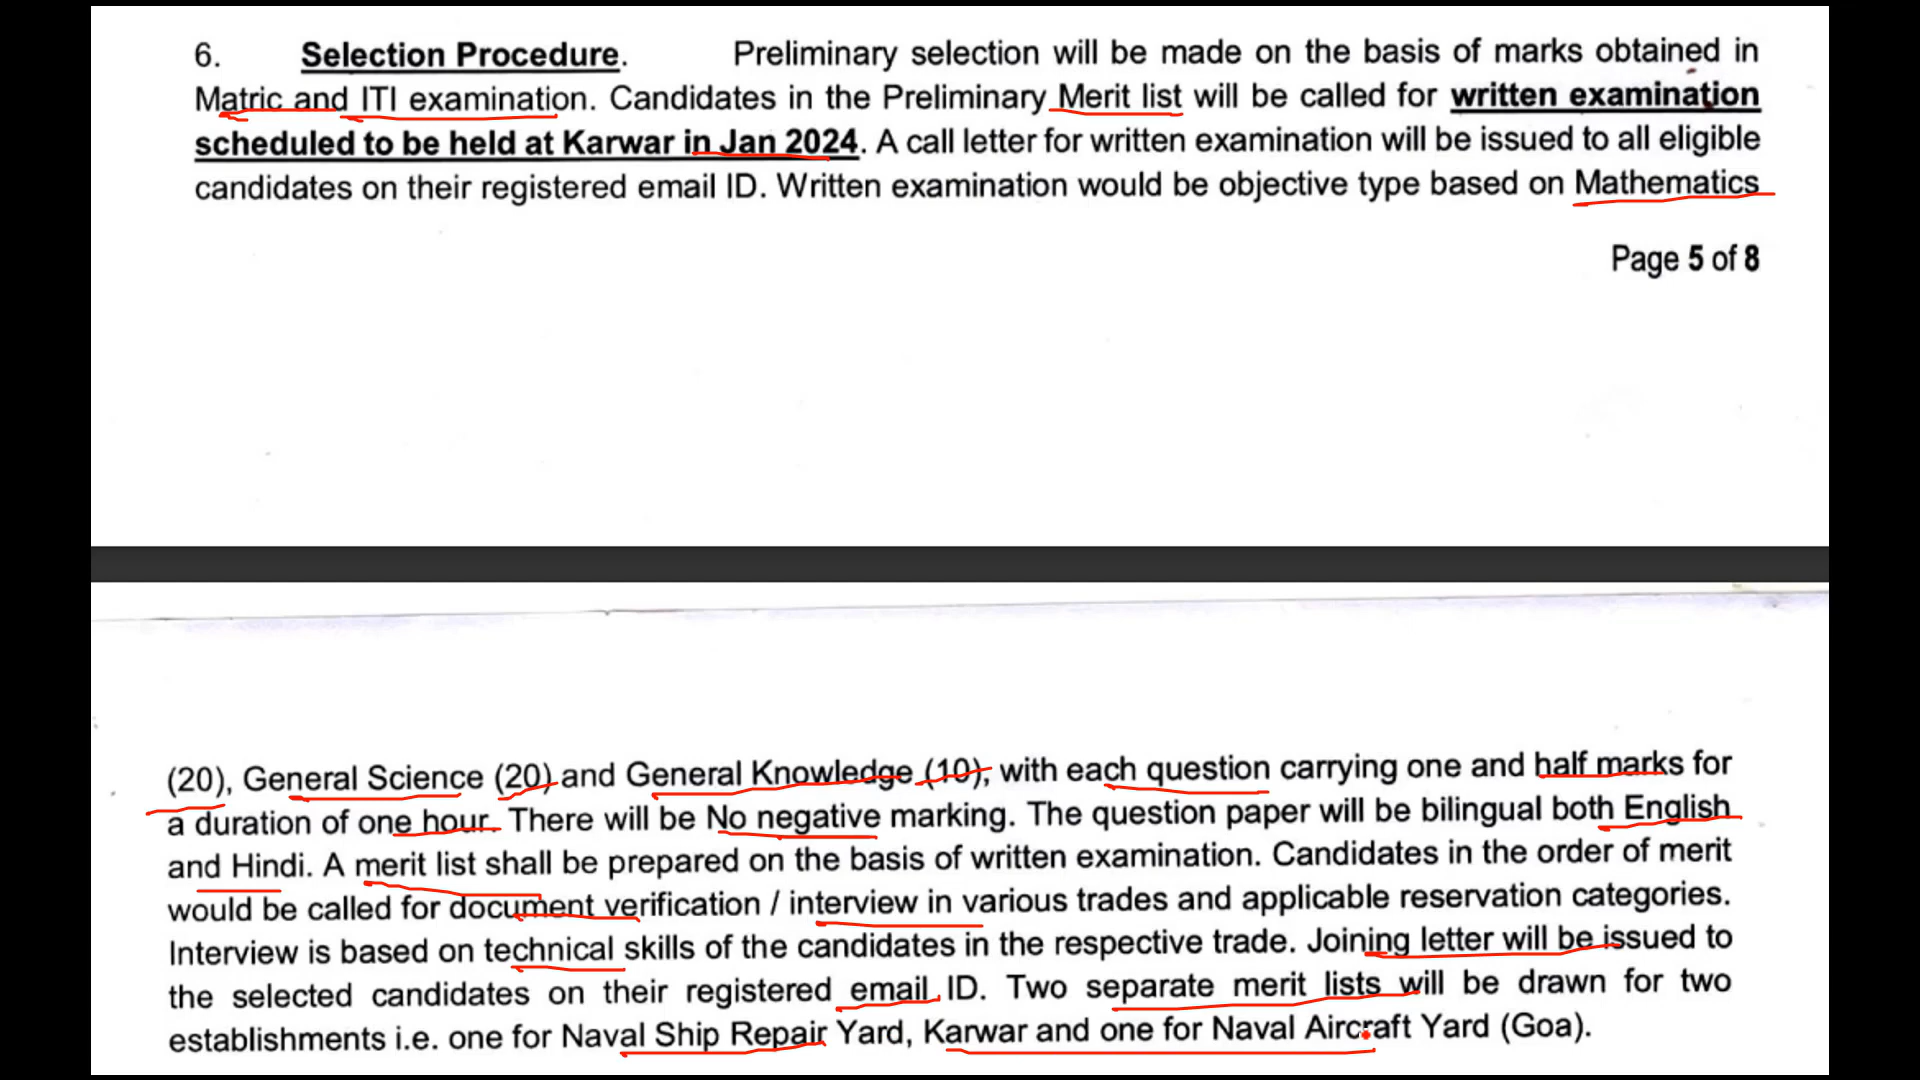 6. Selection Procedure. Preliminary selection will be made on the basis of marks obtained in
Matric and ITI examination. Candidates in the Preliminary Merit list will be called for written examination
scheduled to be held at Karwar in Jan 2024. A call letter for written examination will be issued to all eligible
candidates on their registered email ID. Written examination would be objective type based on Mathematics
Page 5 of 8
(20), General Science (20) and General Knowledge (10), with each question carrying one and half marks for
a duration of one hour. There will be No negative marking. The question paper will be bilingual both English
and Hindi. A merit list shall be prepared on the basis of written examination. Candidates in the order of merit
would be called for document verification / interview in various trades and applicable reservation categories.
Interview is based on technical skills of the candidates in the respective trade. Joining letter will be issued to
the selected candidates on their registered email ID. Two separate merit lists will be drawn for two
establishments i.e. one for Naval Ship Repair Yard, Karwar and one for Naval Aircraft Yard (Goa).